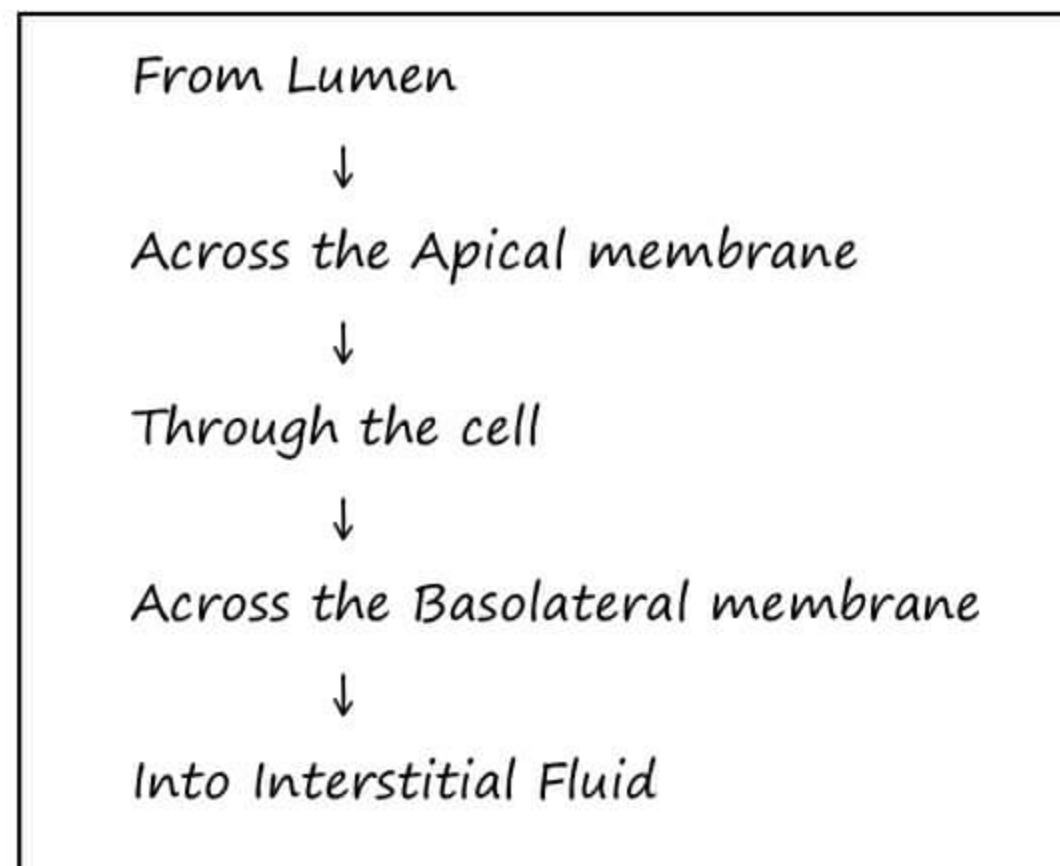 From Lumen
↓
Across the Apical membrane
↓
Through the cell
↓
Across the Basolateral membrane
↓
Into Interstitial Fluid